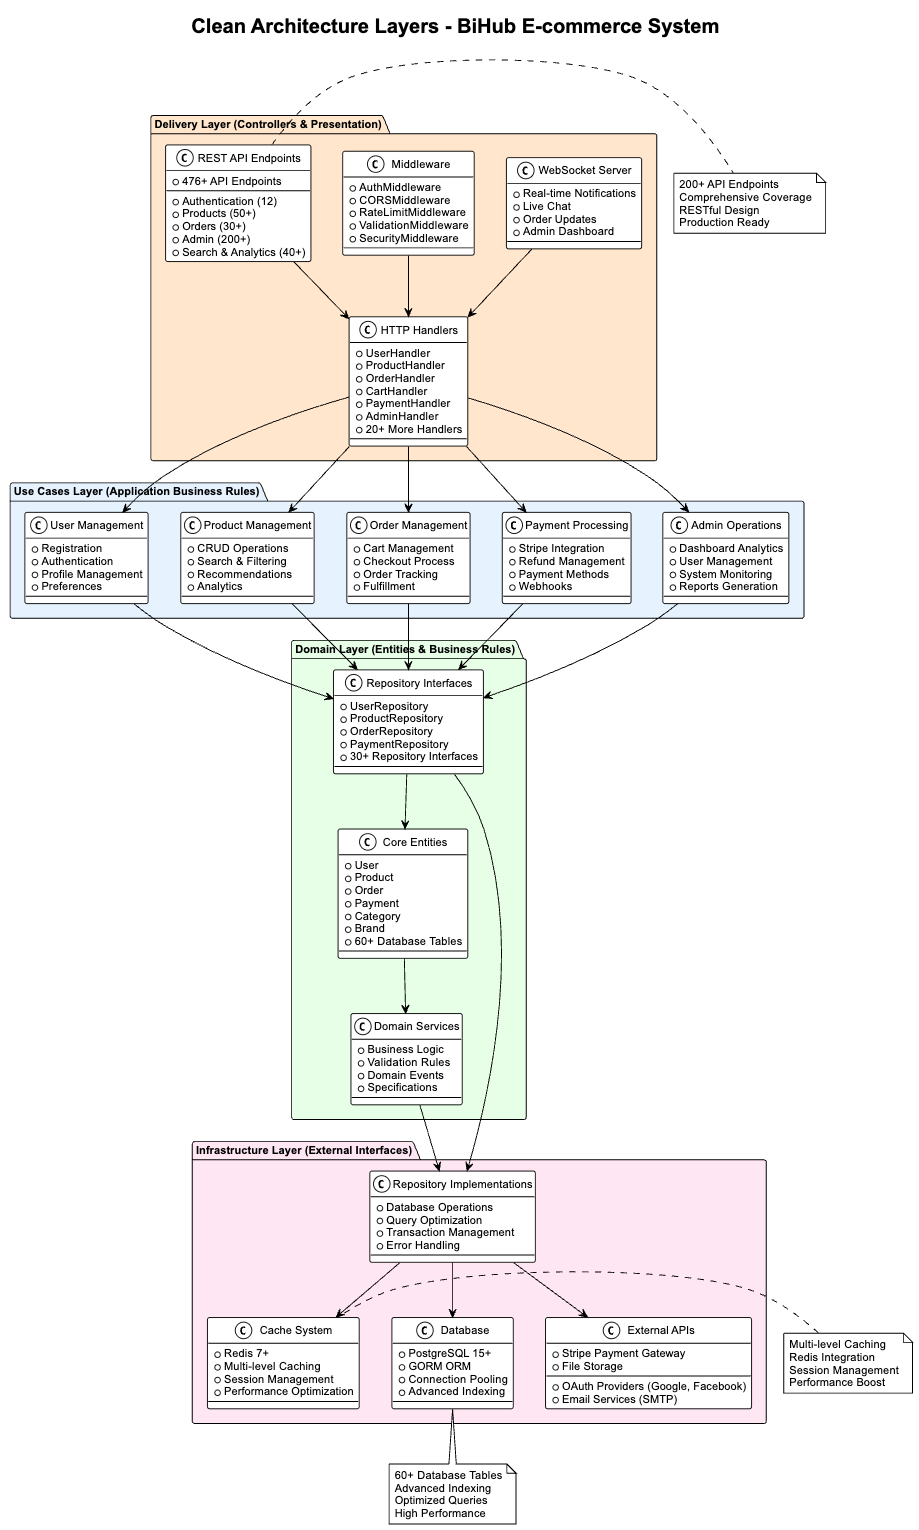 Clean Architecture Layers - BiHub E-commerce System
Delivery Layer (Controllers & Presentation)
C REST API Endpoints
476+ API Endpoints
Authentication (12)
Products (50+)
Orders (30+)
Admin (200+)
Search & Analytics (40+)
C Middleware
AuthMiddleware
CORSMiddleware
RateLimitMiddleware
ValidationMiddleware
SecurityMiddleware
C WebSocket Server
Real-time Notifications
Live Chat
Order Updates
Admin Dashboard
200+ API Endpoints
Comprehensive Coverage
RESTful Design
Production Ready
C HTTP Handlers
UserHandler
ProductHandler
OrderHandler
CartHandler
PaymentHandler
AdminHandler
20+ More Handlers
Use Cases Layer (Application Business Rules)
C User Management
Registration
Authentication
Profile Management
Preferences
C Product Management
CRUD Operations
Search & Filtering
Recommendations
Analytics
C Order Management
Cart Management
Checkout Process
Order Tracking
Fulfillment
C Payment Processing
Stripe Integration
Refund Management
Payment Methods
Webhooks
C Admin Operations
Dashboard Analytics
User Management
System Monitoring
Reports Generation
Domain Layer (Entities & Business Rules)
C Repository Interfaces
UserRepository
ProductRepository
OrderRepository
PaymentRepository
30+ Repository Interfaces
C Core Entities
User
Product
Order
Payment
Category
Brand
60+ Database Tables
C Domain Services
Business Logic
Validation Rules
Domain Events
Specifications
Infrastructure Layer (External Interfaces)
C Repository Implementations
Database Operations
Query Optimization
Transaction Management
Error Handling
C Cache System
Redis 7+
Multi-level Caching
Session Management
Performance Optimization
C Database
PostgreSQL 15+
GORM ORM
Connection Pooling
Advanced Indexing
C External APIs
Stripe Payment Gateway
File Storage
OAuth Providers (Google, Facebook)
Email Services (SMTP)
Multi-level Caching
Redis Integration
Session Management
Performance Boost
60+ Database Tables
Advanced Indexing
Optimized Queries
High Performance